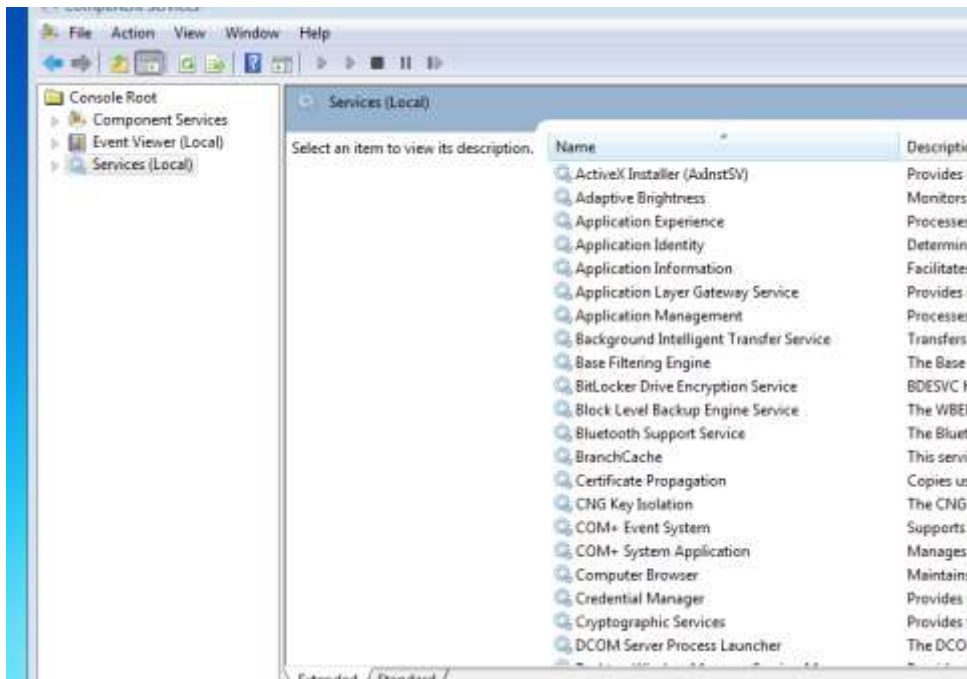 Component Services
File Action View Window Help
Console Root
Component Services
Event Viewer (Local)
Services (Local)
Services (Local)
Select an item to view its description.
Name Descripti
ActiveX Installer (AxInstSV) Provides
Adaptive Brightness Monitors
Application Experience Processes
Application Identity Determin
Application Information Facilitates
Application Layer Gateway Service Provides
Application Management Processes
Background Intelligent Transfer Service Transfers
Base Filtering Engine The Base
BitLocker Drive Encryption Service BDESVC
Block Level Backup Engine Service The WBE
Bluetooth Support Service The Bluet
BranchCache This servi
Certificate Propagation Copies us
CNG Key Isolation The CNG
COM+ Event System Supports
COM+ System Application Manages
Computer Browser Maintains
Credential Manager Provides
Cryptographic Services Provides
DCOM Server Process Launcher The DCO
Extended Standard